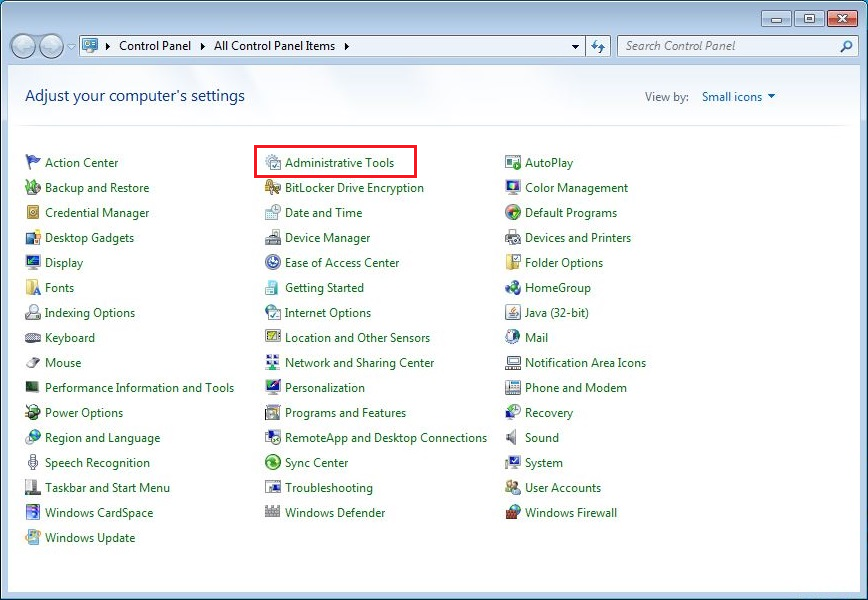 Control Panel All Control Panel Items Search Control Panel
Adjust your computer's settings View by: Small icons
Action Center Administrative Tools AutoPlay
Backup and Restore BitLocker Drive Encryption Color Management
Credential Manager Date and Time Default Programs
Desktop Gadgets Device Manager Devices and Printers
Display Ease of Access Center Folder Options
Fonts Getting Started HomeGroup
Indexing Options Internet Options Java (32-bit)
Keyboard Location and Other Sensors Mail
Mouse Network and Sharing Center Notification Area Icons
Performance Information and Tools Personalization Phone and Modem
Power Options Programs and Features Recovery
Region and Language RemoteApp and Desktop Connections Sound
Speech Recognition Sync Center System
Taskbar and Start Menu Troubleshooting User Accounts
Windows CardSpace Windows Defender Windows Firewall
Windows Update